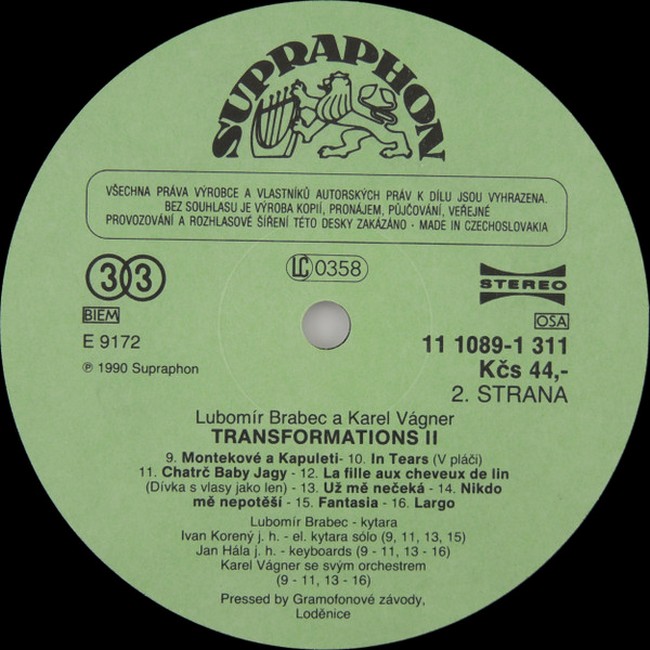 SUPRAPHON
VŠECHNA PRÁVA VÝROBCE A VLASTNÍKŮ AUTORSKÝCH PRÁV K DÍLU JSOU VYHRAZENA.
BEZ SOUHLASU JE VÝROBA KOPIÍ, PRONÁJEM, PŮJČOVÁNÍ, VEŘEJNÉ
PROVOZOVÁNÍ A ROZHLASOVÉ ŠÍŘENÍ TÉTO DESKY ZAKÁZÁNO · MADE IN CZECHOSLOVAKIA
33
LC 0358
STEREO
BIEM
OSA
E 9172
11 1089-1 311
℗ 1990 Supraphon
Kčs 44,-
2. STRANA
Lubomír Brabec a Karel Vágner
TRANSFORMATIONS II
9. Montekové a Kapuleti- 10. In Tears (V pláči)
11. Chatrč Baby Jagy - 12. La fille aux cheveux de lin
(Dívka s vlasy jako len) - 13. Už mě nečeká - 14. Nikdo
mě nepotěší - 15. Fantasia - 16. Largo
Lubomír Brabec - kytara
Ivan Korený j. h. - el. kytara sólo (9, 11, 13, 15)
Jan Hála j. h. - keyboards (9 - 11, 13 - 16)
Karel Vágner se svým orchestrem
(9 - 11, 13 - 16)
Pressed by Gramofonové závody,
Loděnice